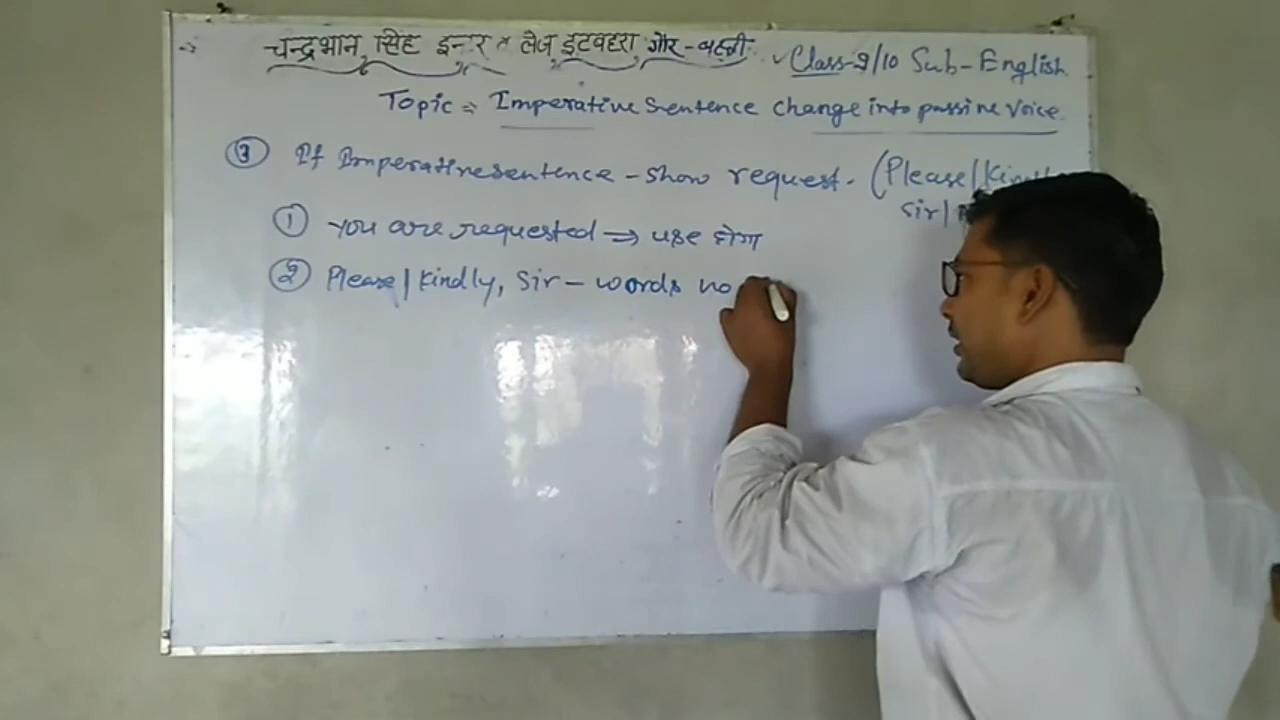 चन्द्रभान सिंह इन्टर कॉलेज इटवहरा गौर-बस्ती Class-9/10 Sub-English
Topic ⇒ Imperative Sentence change into passive Voice.
③ If Imperative sentence - show request. (Please/Kindly
Sir/
① You are requested → use होगा
② Please/Kindly, Sir - words no